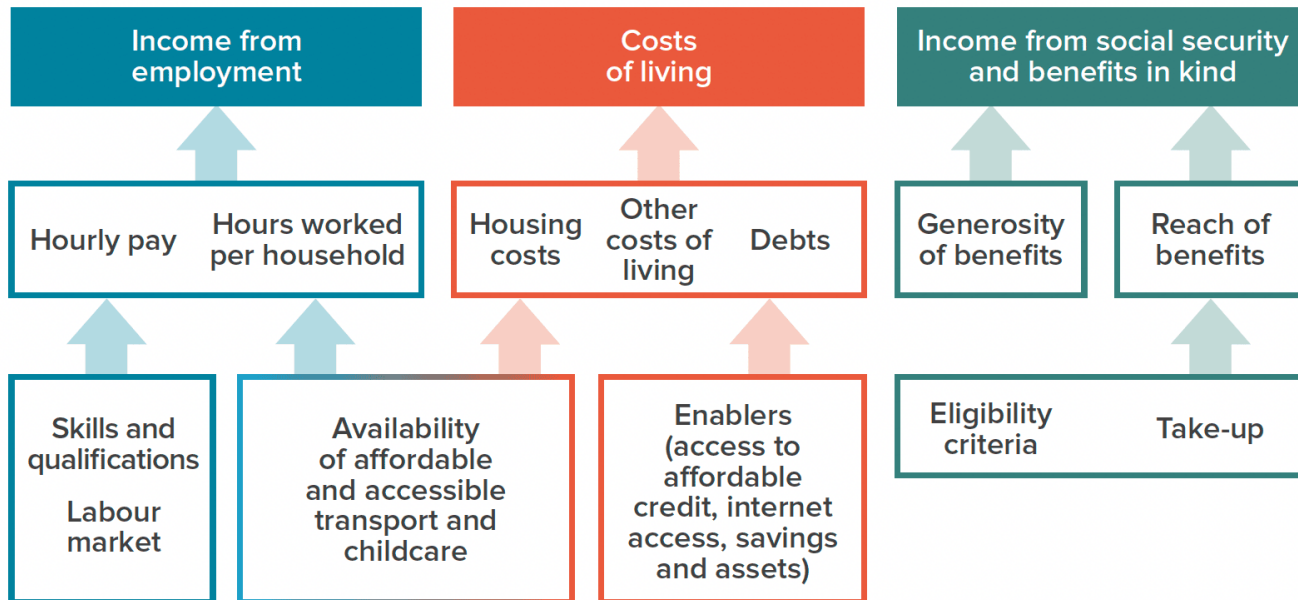 Income from
employment
Costs
of living
Income from social security
and benefits in kind
Hourly pay
Hours worked
per household
Housing
costs
Other
costs of
living
Debts
Generosity
of benefits
Reach of
benefits
Skills and
qualifications
Labour
market
Availability
of affordable
and accessible
transport and
childcare
Enablers
(access to
affordable
credit, internet
access, savings
and assets)
Eligibility
criteria
Take-up